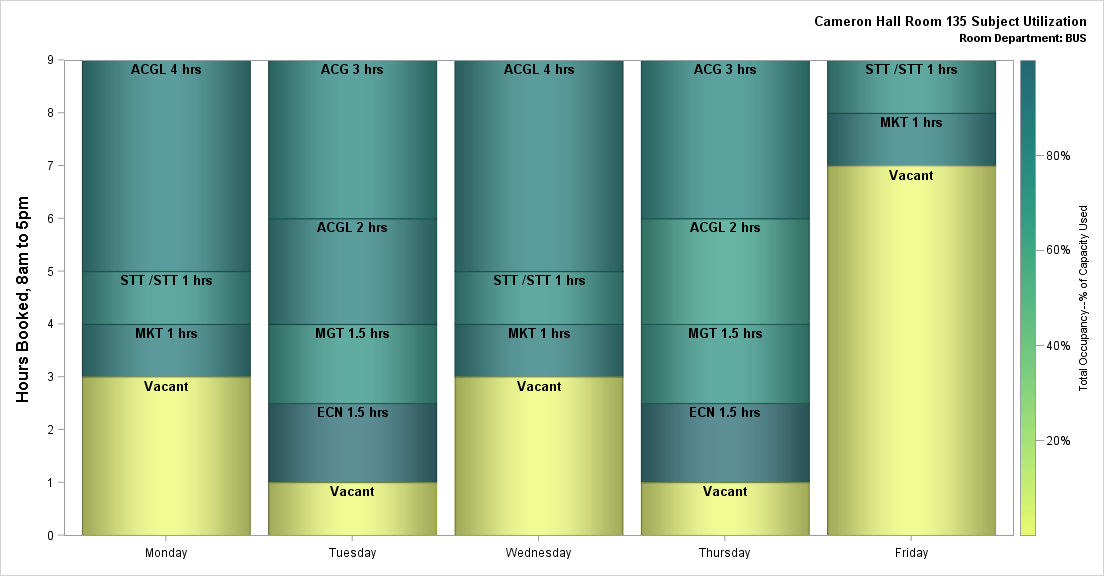 Cameron Hall Room 135 Subject Utilization
Room Department: BUS
Hours Booked, 8am to 5pm
9
8
7
6
5
4
3
2
1
0
ACGL 4 hrs
STT /STT 1 hrs
MKT 1 hrs
Vacant
ACG 3 hrs
ACGL 2 hrs
MGT 1.5 hrs
ECN 1.5 hrs
Vacant
ACGL 4 hrs
STT /STT 1 hrs
MKT 1 hrs
Vacant
ACG 3 hrs
ACGL 2 hrs
MGT 1.5 hrs
ECN 1.5 hrs
Vacant
STT /STT 1 hrs
MKT 1 hrs
Vacant
Monday
Tuesday
Wednesday
Thursday
Friday
80%
60%
40%
20%
Total Occupancy--% of Capacity Used